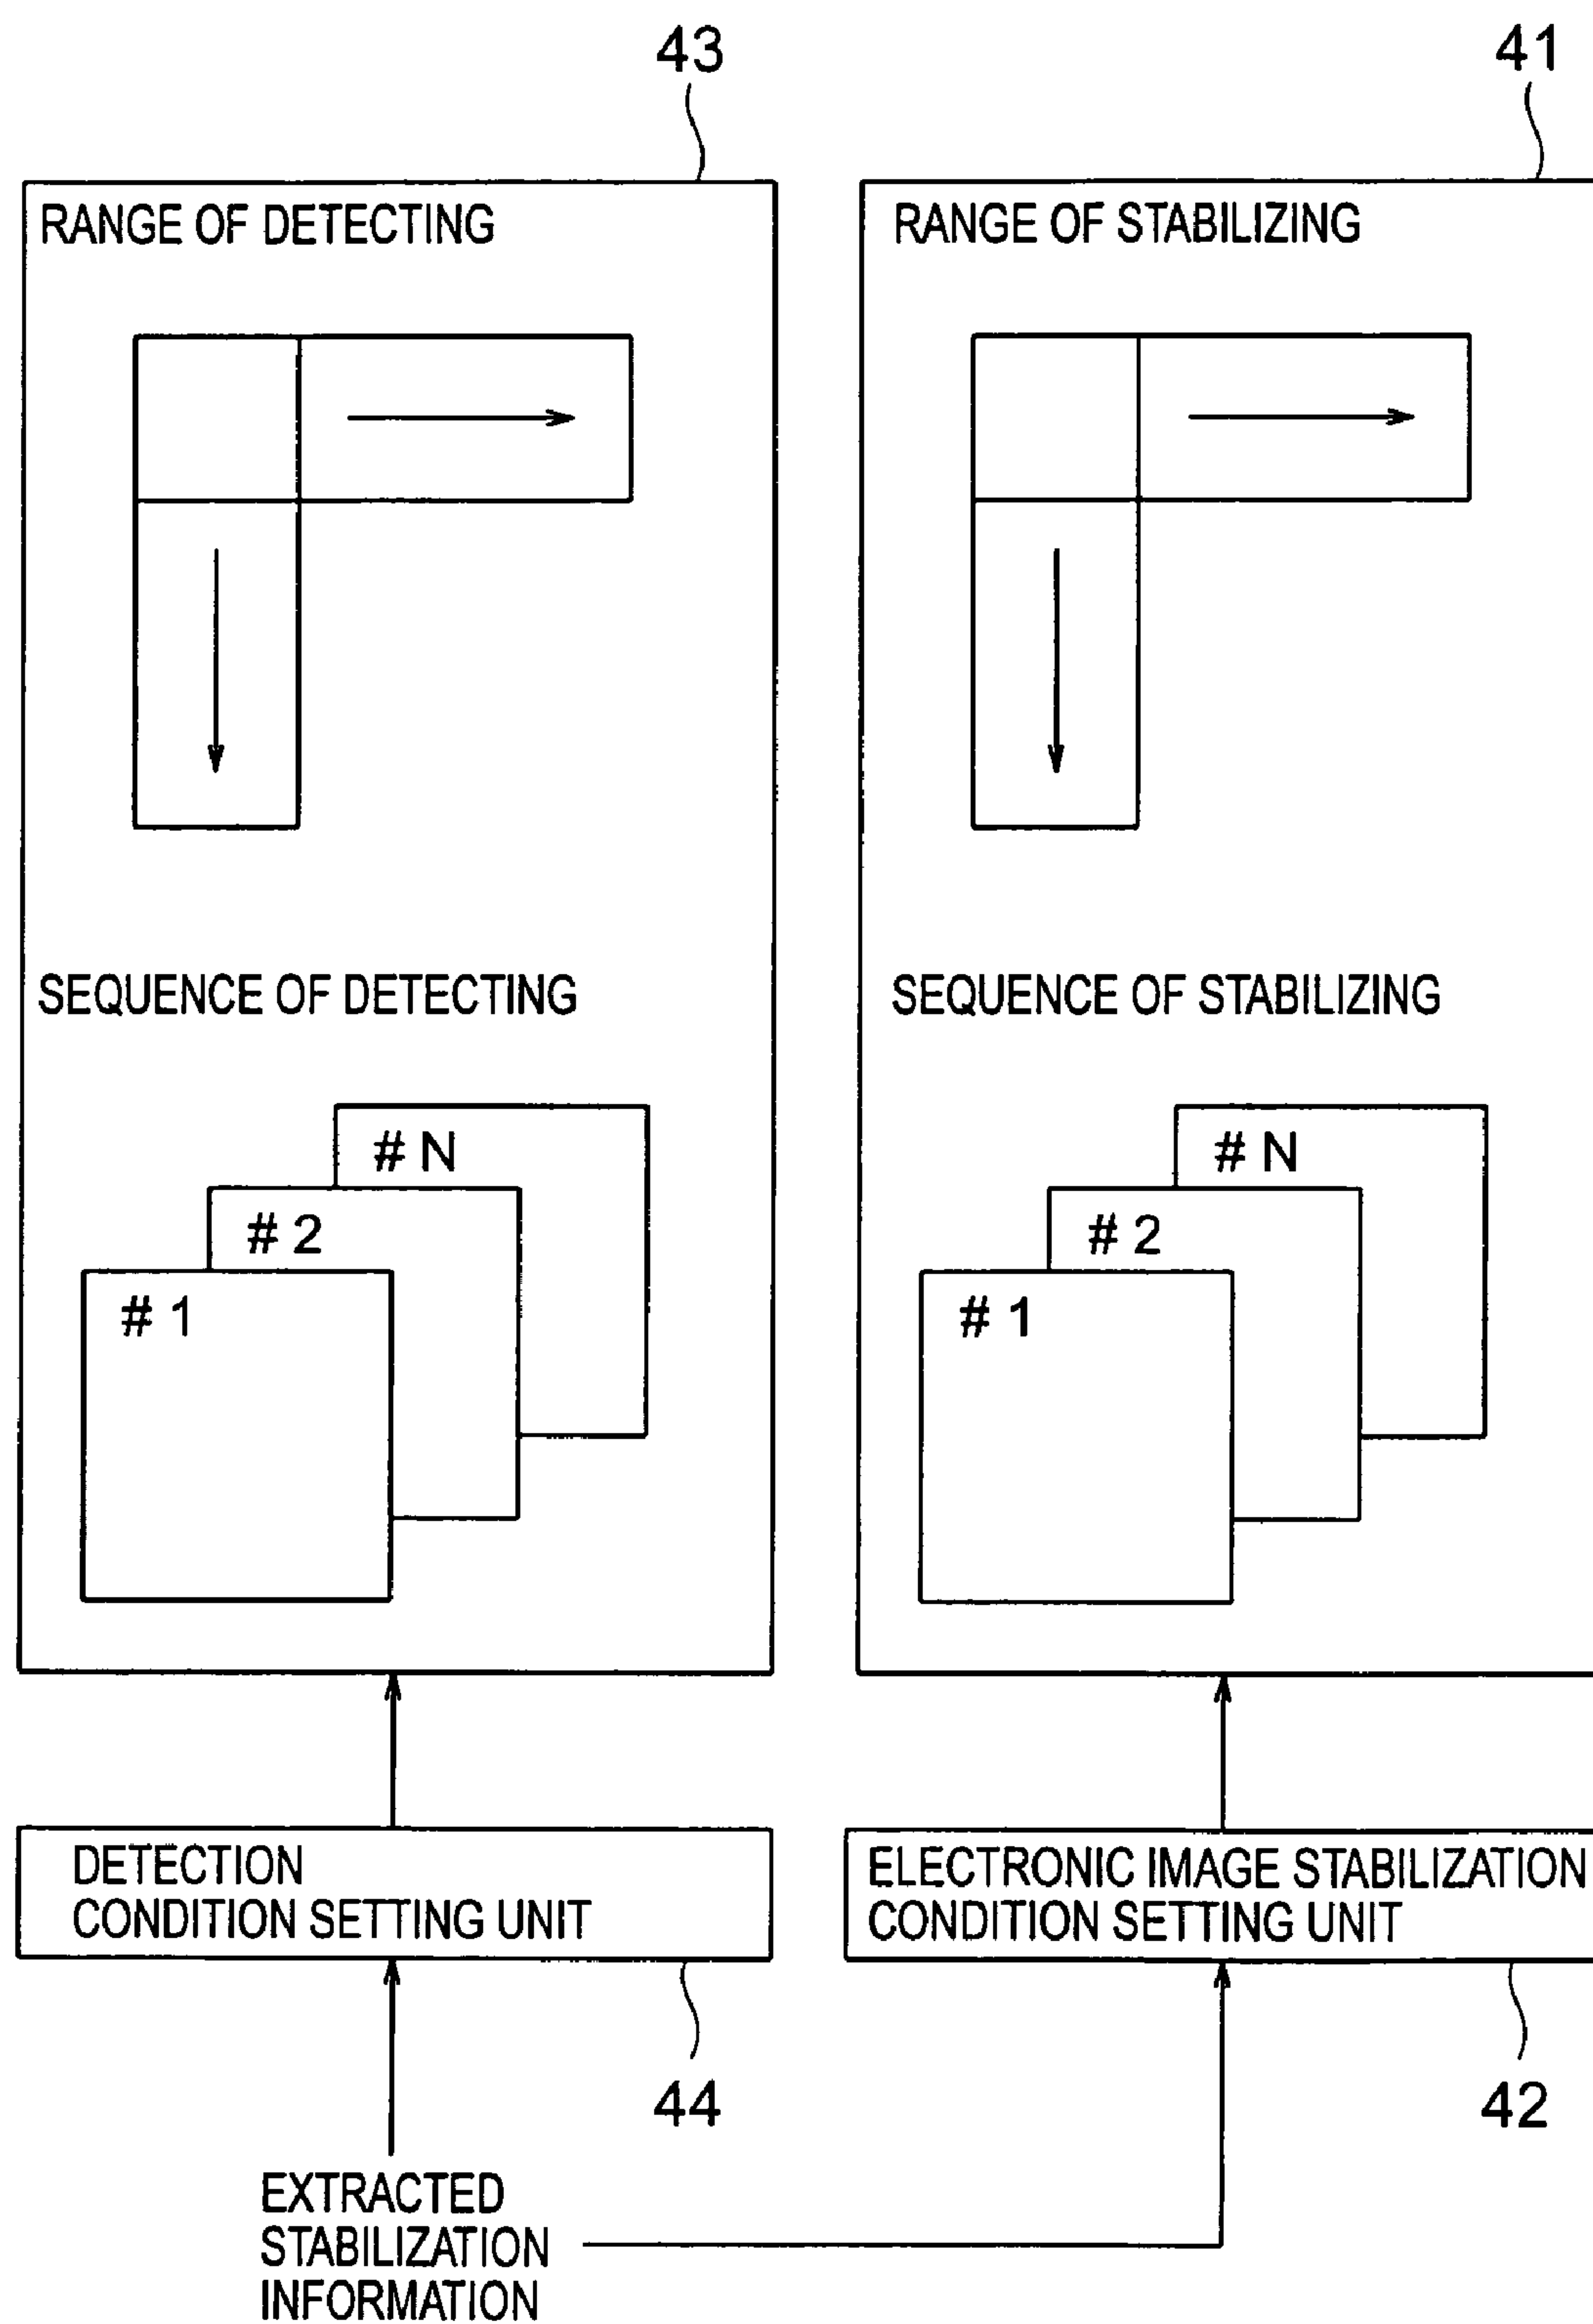 43
41
RANGE OF DETECTING
RANGE OF STABILIZING
SEQUENCE OF DETECTING
SEQUENCE OF STABILIZING
# N
# N
# 2
# 2
# 1
# 1
DETECTION
CONDITION SETTING UNIT
ELECTRONIC IMAGE STABILIZATION
CONDITION SETTING UNIT
44
42
EXTRACTED
STABILIZATION
INFORMATION